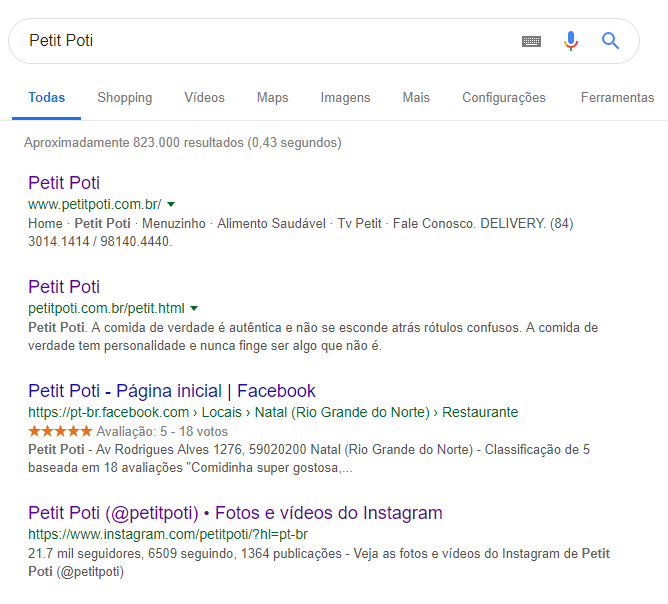 Petit Poti
Todas Shopping Vídeos Maps Imagens Mais Configurações Ferramentas
Aproximadamente 823.000 resultados (0,43 segundos)
Petit Poti
www.petitpoti.com.br/
Home · Petit Poti · Menuzinho · Alimento Saudável · Tv Petit · Fale Conosco. DELIVERY. (84)
3014.1414 / 98140.4440.
Petit Poti
petitpoti.com.br/petit.html
Petit Poti. A comida de verdade é autêntica e não se esconde atrás rótulos confusos. A comida de
verdade tem personalidade e nunca finge ser algo que não é.
Petit Poti - Página inicial | Facebook
https://pt-br.facebook.com › Locais › Natal (Rio Grande do Norte) › Restaurante
★★★★★ Avaliação: 5 - 18 votos
Petit Poti - Av Rodrigues Alves 1276, 59020200 Natal (Rio Grande do Norte) - Classificação de 5
baseada em 18 avaliações "Comidinha super gostosa,...
Petit Poti (@petitpoti) • Fotos e vídeos do Instagram
https://www.instagram.com/petitpoti/?hl=pt-br
21.7 mil seguidores, 6509 seguindo, 1364 publicações - Veja as fotos e vídeos do Instagram de Petit
Poti (@petitpoti)